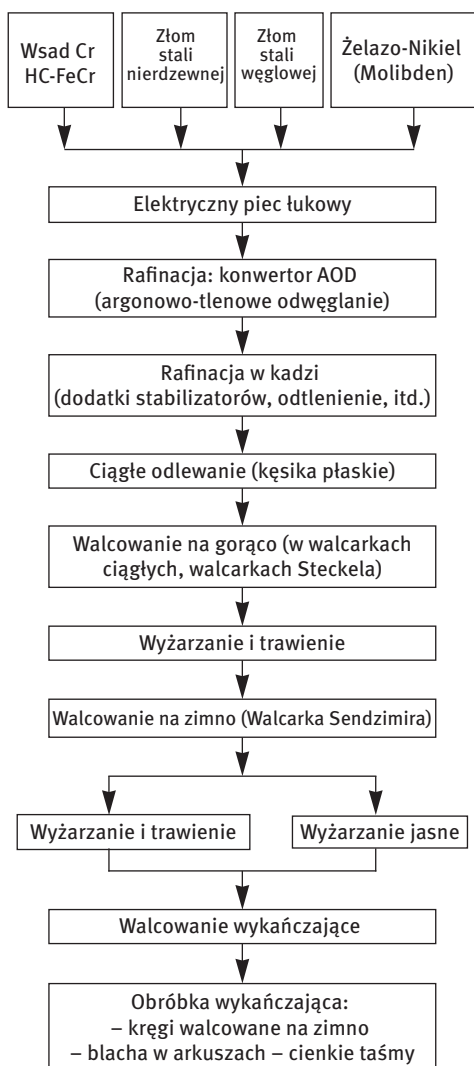 Wsad Cr
HC-FeCr
Złom
stali
nierdzewnej
Złom
stali
węglowej
Żelazo-Nikiel
(Molibden)
Elektryczny piec łukowy
Rafinacja: konwertor AOD
(argonowo-tlenowe odwęglanie)
Rafinacja w kadzi
(dodatki stabilizatorów, odtlenienie, itd.)
Ciągłe odlewanie (kęsika płaskie)
Walcowanie na gorąco (w walcarkach
ciągłych, walcarkach Steckela)
Wyżarzanie i trawienie
Walcowanie na zimno (Walcarka Sendzimira)
Wyżarzanie i trawienie
Wyżarzanie jasne
Walcowanie wykańczające
Obróbka wykańczająca:
– kręgi walcowane na zimno
– blacha w arkuszach – cienkie taśmy